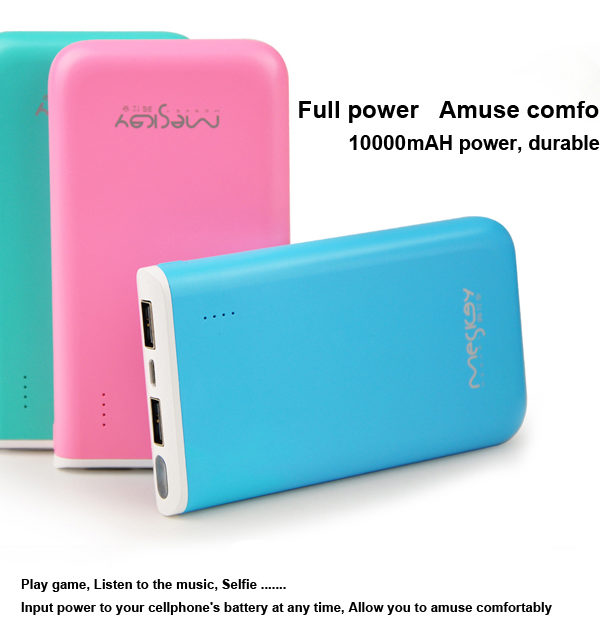 Meskey
Full power Amuse comfo
10000mAH power, durable
Meskey
Play game, Listen to the music, Selfie .......
Input power to your cellphone's battery at any time, Allow you to amuse comfortably